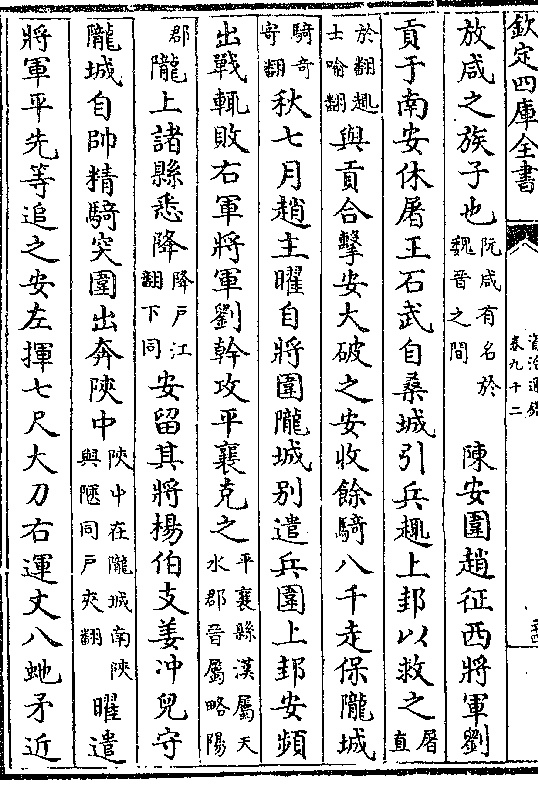 欽定四庫全書
資治通鑑
卷九十二
放咸之族子也阮咸有名於魏晉之間 陳安圍趙征西將軍劉
貢于南安休屠王石武自桑城引兵趣上邽以救之屠直
於翻趣士喻翻與貢合擊安大破之安收餘騎八千走保隴城
騎奇寄翻秋七月趙主曜自將圍隴城别遣兵圍上邽安頻
出戰輒敗右軍將軍劉幹攻平襄克之平襄縣漢屬天水郡晉屬略陽
郡隴上諸縣悉降降戸江翻下同安留其將楊伯支姜冲兒守
隴城自帥精騎突圍出奔陜中陜中在隴城南陜與陿同戸夾翻曜遣
將軍平先等追之安左揮七尺大刀右運丈八虵矛近